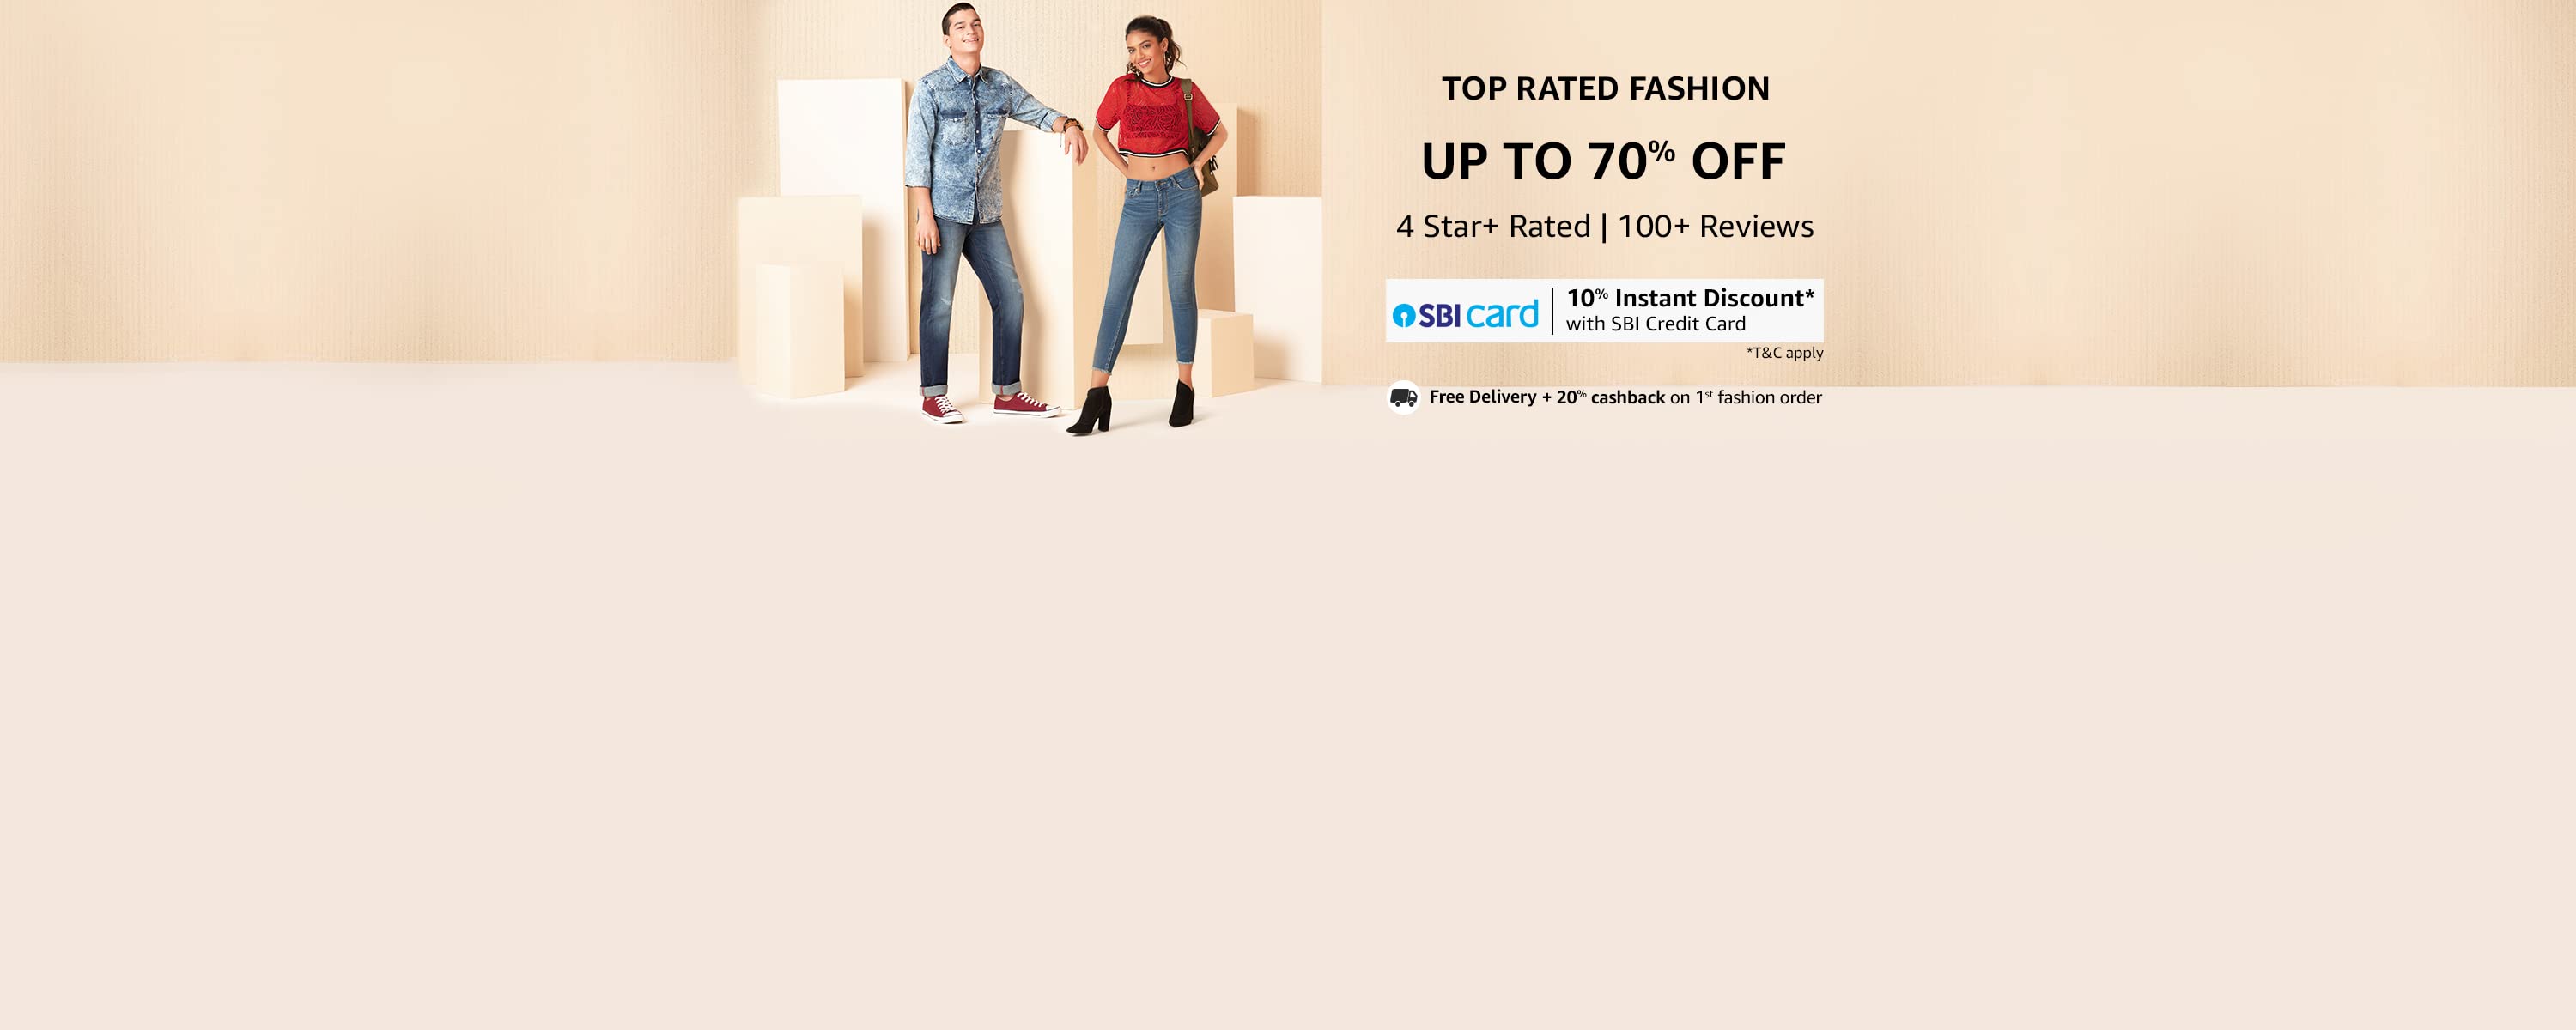 TOP RATED FASHION
UP TO 70% OFF
4 Star+ Rated | 100+ Reviews
SBI card | 10% Instant Discount*
with SBI Credit Card
*T&C apply
Free Delivery + 20% cashback on 1st fashion order